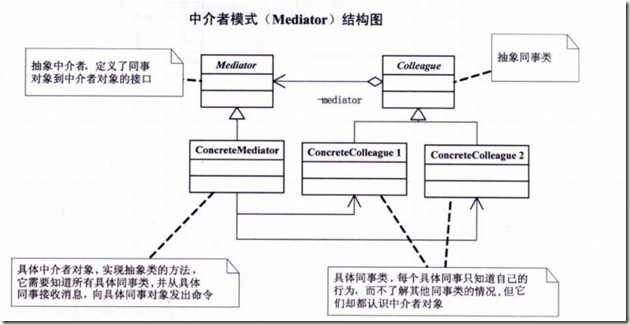 中介者模式（Mediator）结构图
抽象中介者，定义了同事
对象到中介者对象的接口
Mediator
Colleague
抽象同事类
-mediator
ConcreteMediator
ConcreteColleague 1
ConcreteColleague 2
具体中介者对象，实现抽象类的方法，
它需要知道所有具体同事类，并从具体
同事接收消息，向具体同事对象发出命令
具体同事类，每个具体同事只知道自己的
行为，而不了解其他同事类的情况，但它
们却都认识中介者对象